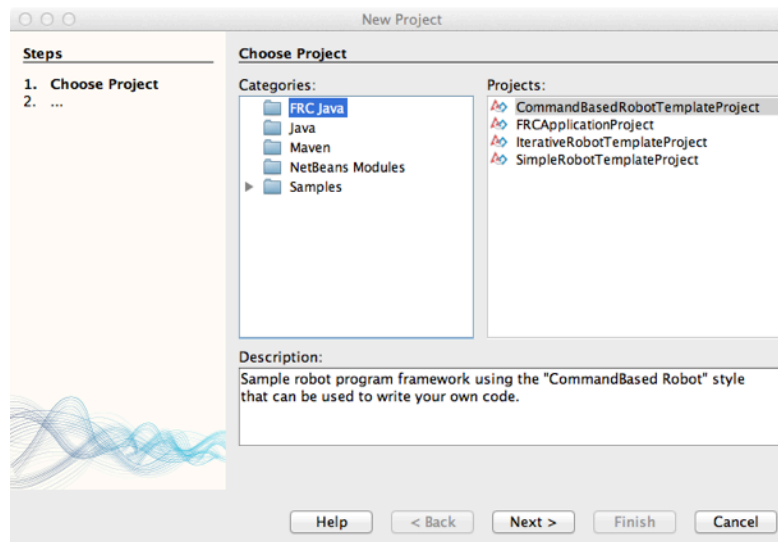 New Project
Steps
1. Choose Project
2. ...
Choose Project
Categories:
FRC Java
Java
Maven
NetBeans Modules
Samples
Projects:
CommandBasedRobotTemplateProject
FRCApplicationProject
IterativeRobotTemplateProject
SimpleRobotTemplateProject
Description:
Sample robot program framework using the "CommandBased Robot" style
that can be used to write your own code.
Help
< Back
Next >
Finish
Cancel